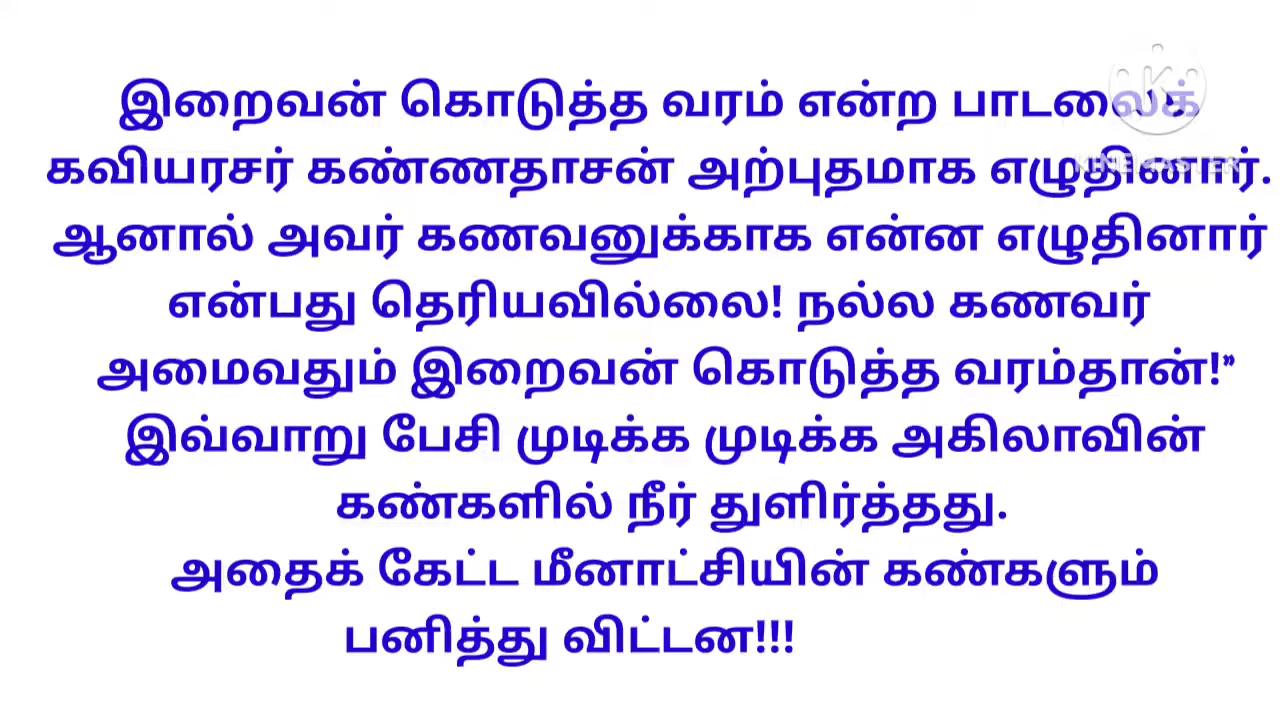 இறைவன் கொடுத்த வரம் என்ற பாடலைக்
கவியரசர் கண்ணதாசன் அற்புதமாக எழுதினார்.
ஆனால் அவர் கணவனுக்காக என்ன எழுதினார்
என்பது தெரியவில்லை! நல்ல கணவர்
அமைவதும் இறைவன் கொடுத்த வரம்தான்!”
இவ்வாறு பேசி முடிக்க முடிக்க அகிலாவின்
கண்களில் நீர் துளிர்த்தது.
அதைக் கேட்ட மீனாட்சியின் கண்களும்
பனித்து விட்டன!!!
KINEMASTER